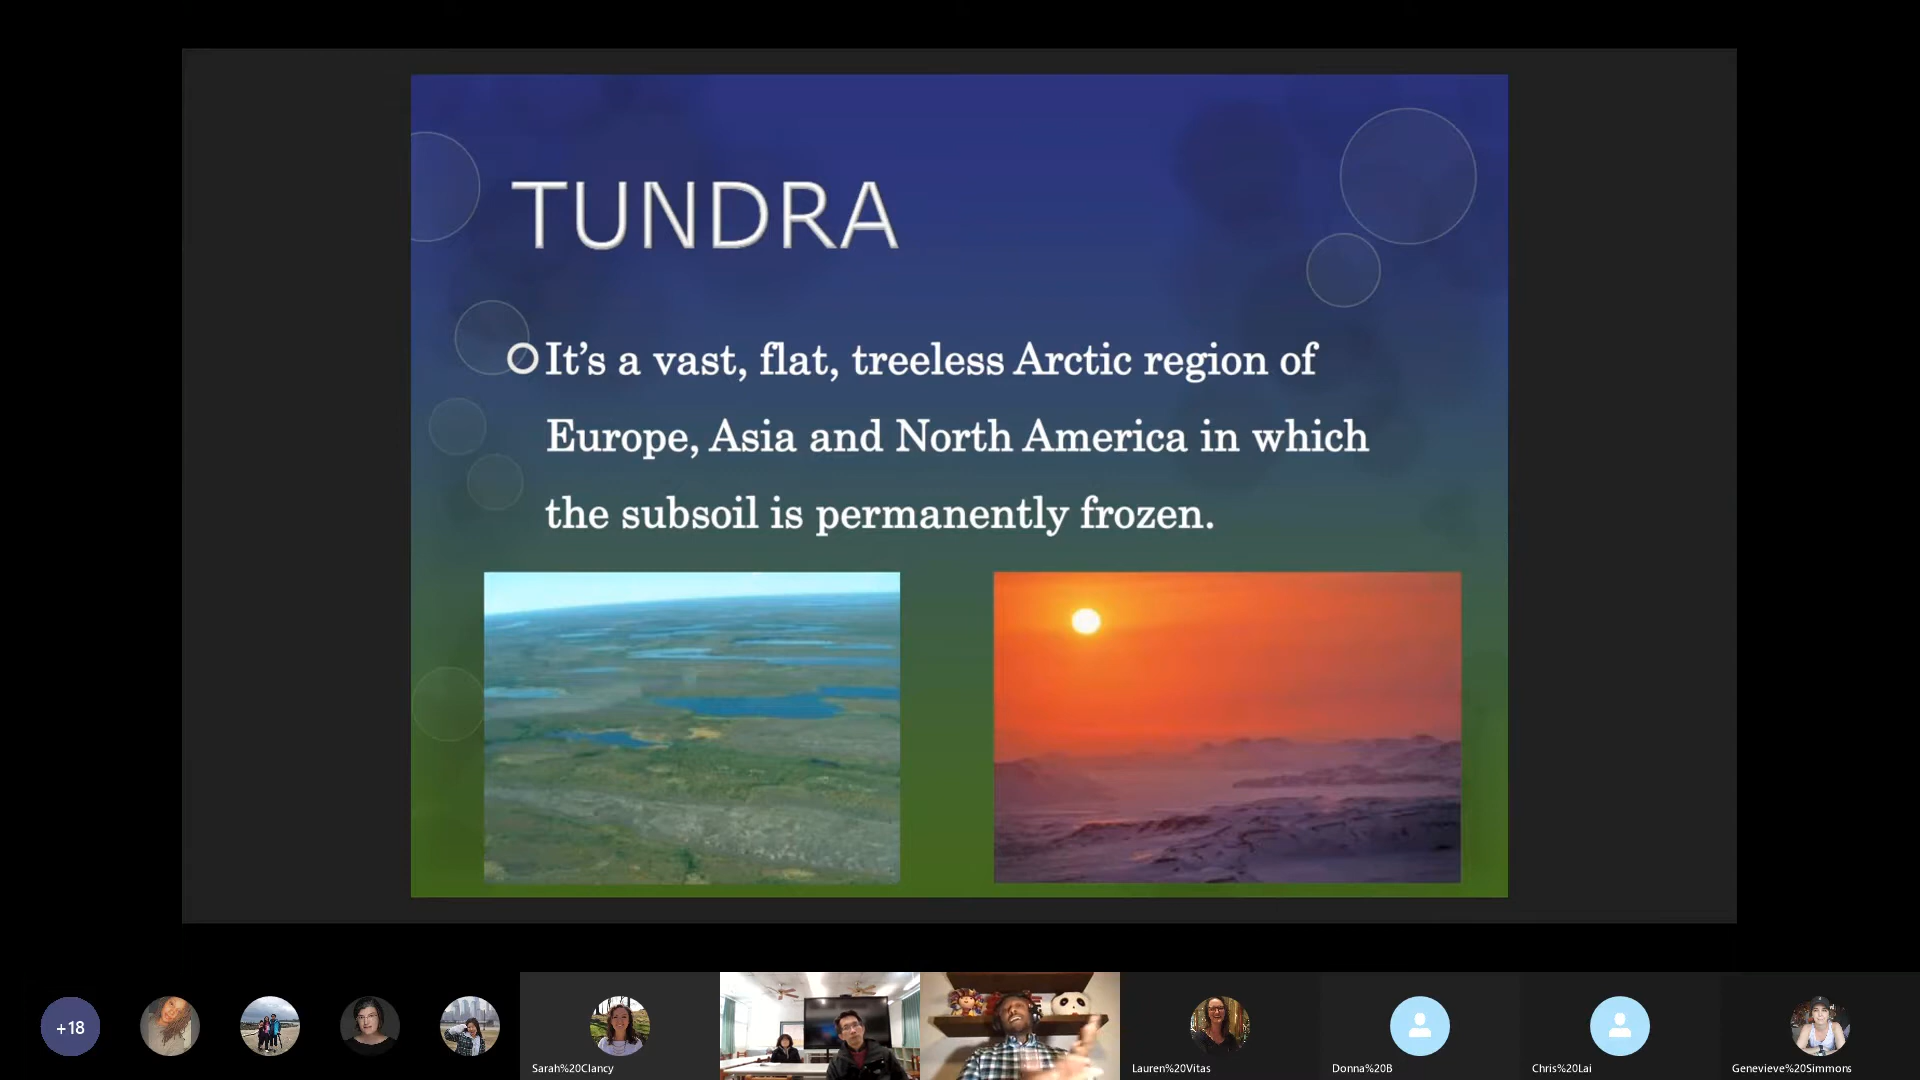 TUNDRA
It's a vast, flat, treeless Arctic region of
Europe, Asia and North America in which
the subsoil is permanently frozen.
+18
Sarah%20Clancy
Lauren%20Vitas
Donna%20B
Chris%20Lai
Genevieve%20Simmons